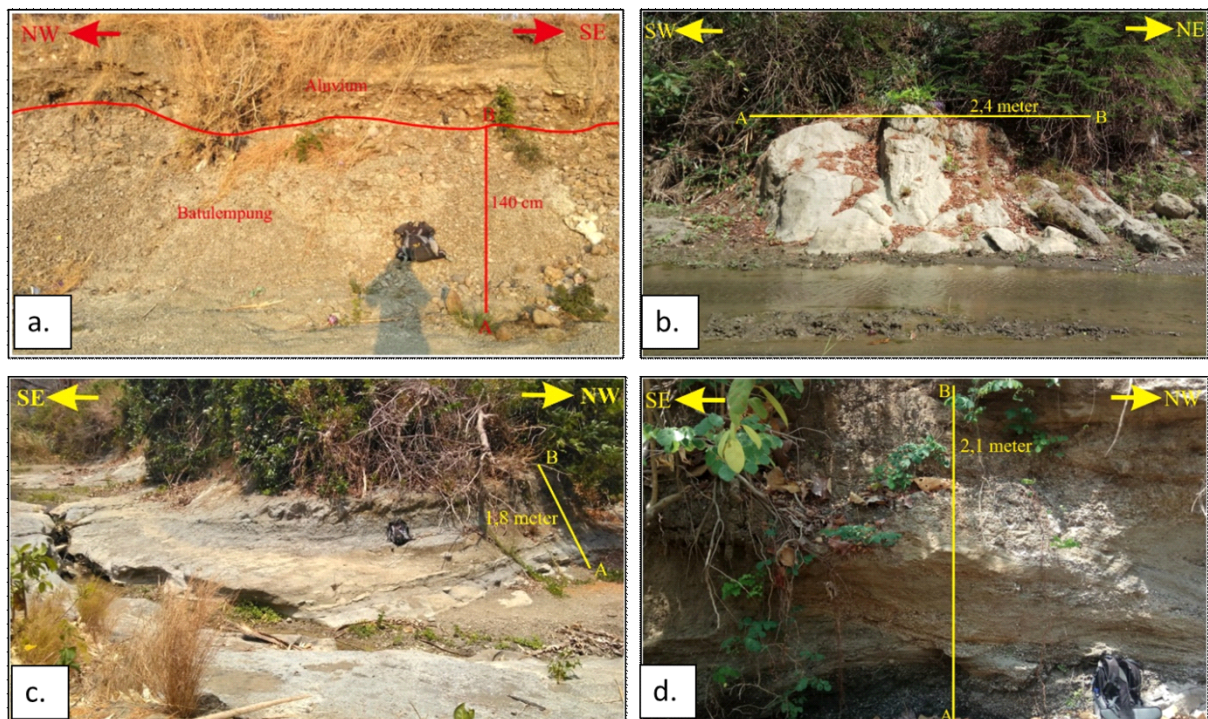 NW SE
Aluvium
B
Batulempung
140 cm
A
a.
SW NE
2,4 meter
A B
b.
SE NW
B
1,8 meter
A
c.
SE NW
B
2,1 meter
A
d.